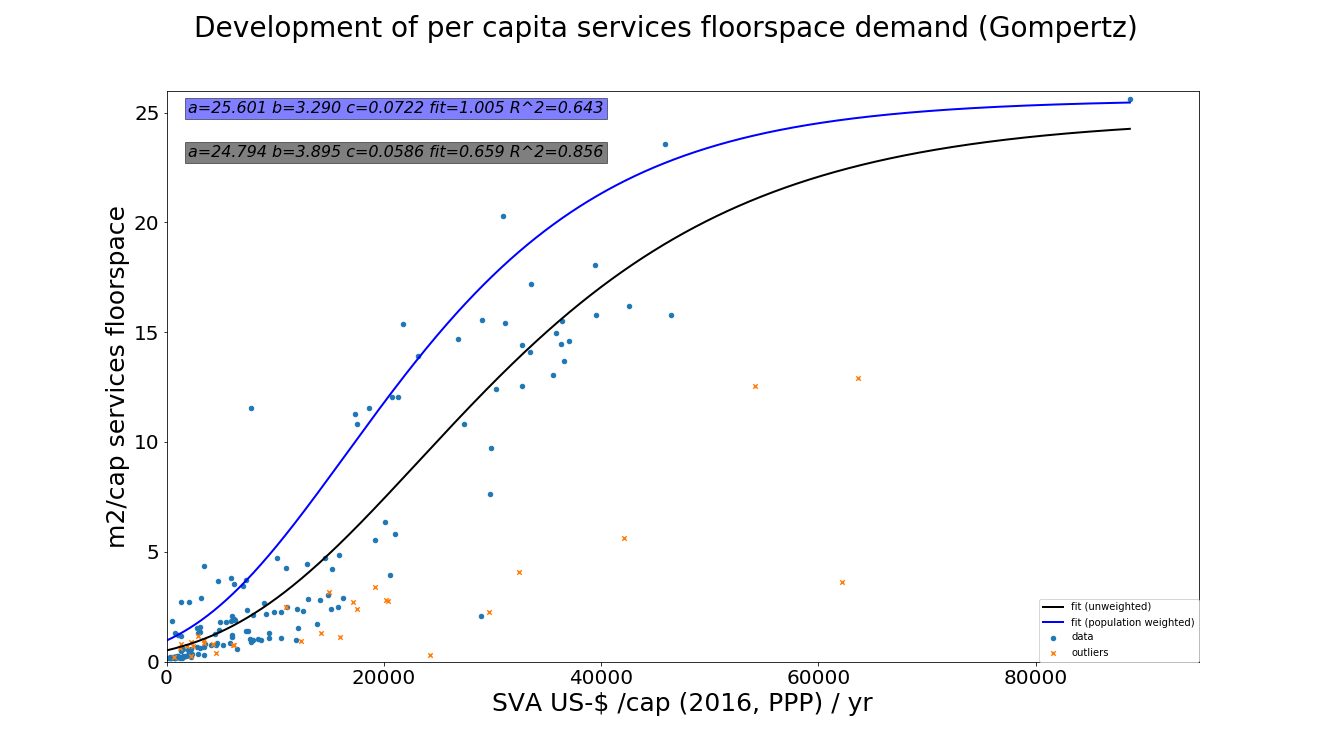 Development of per capita services floorspace demand (Gompertz)
a=25.601 b=3.290 c=0.0722 fit=1.005 R^2=0.643
a=24.794 b=3.895 c=0.0586 fit=0.659 R^2=0.856
m2/cap services floorspace
25
20
15
10
5
0
0 20000 40000 60000 80000
SVA US-$ /cap (2016, PPP) / yr
fit (unweighted)
fit (population weighted)
data
outliers